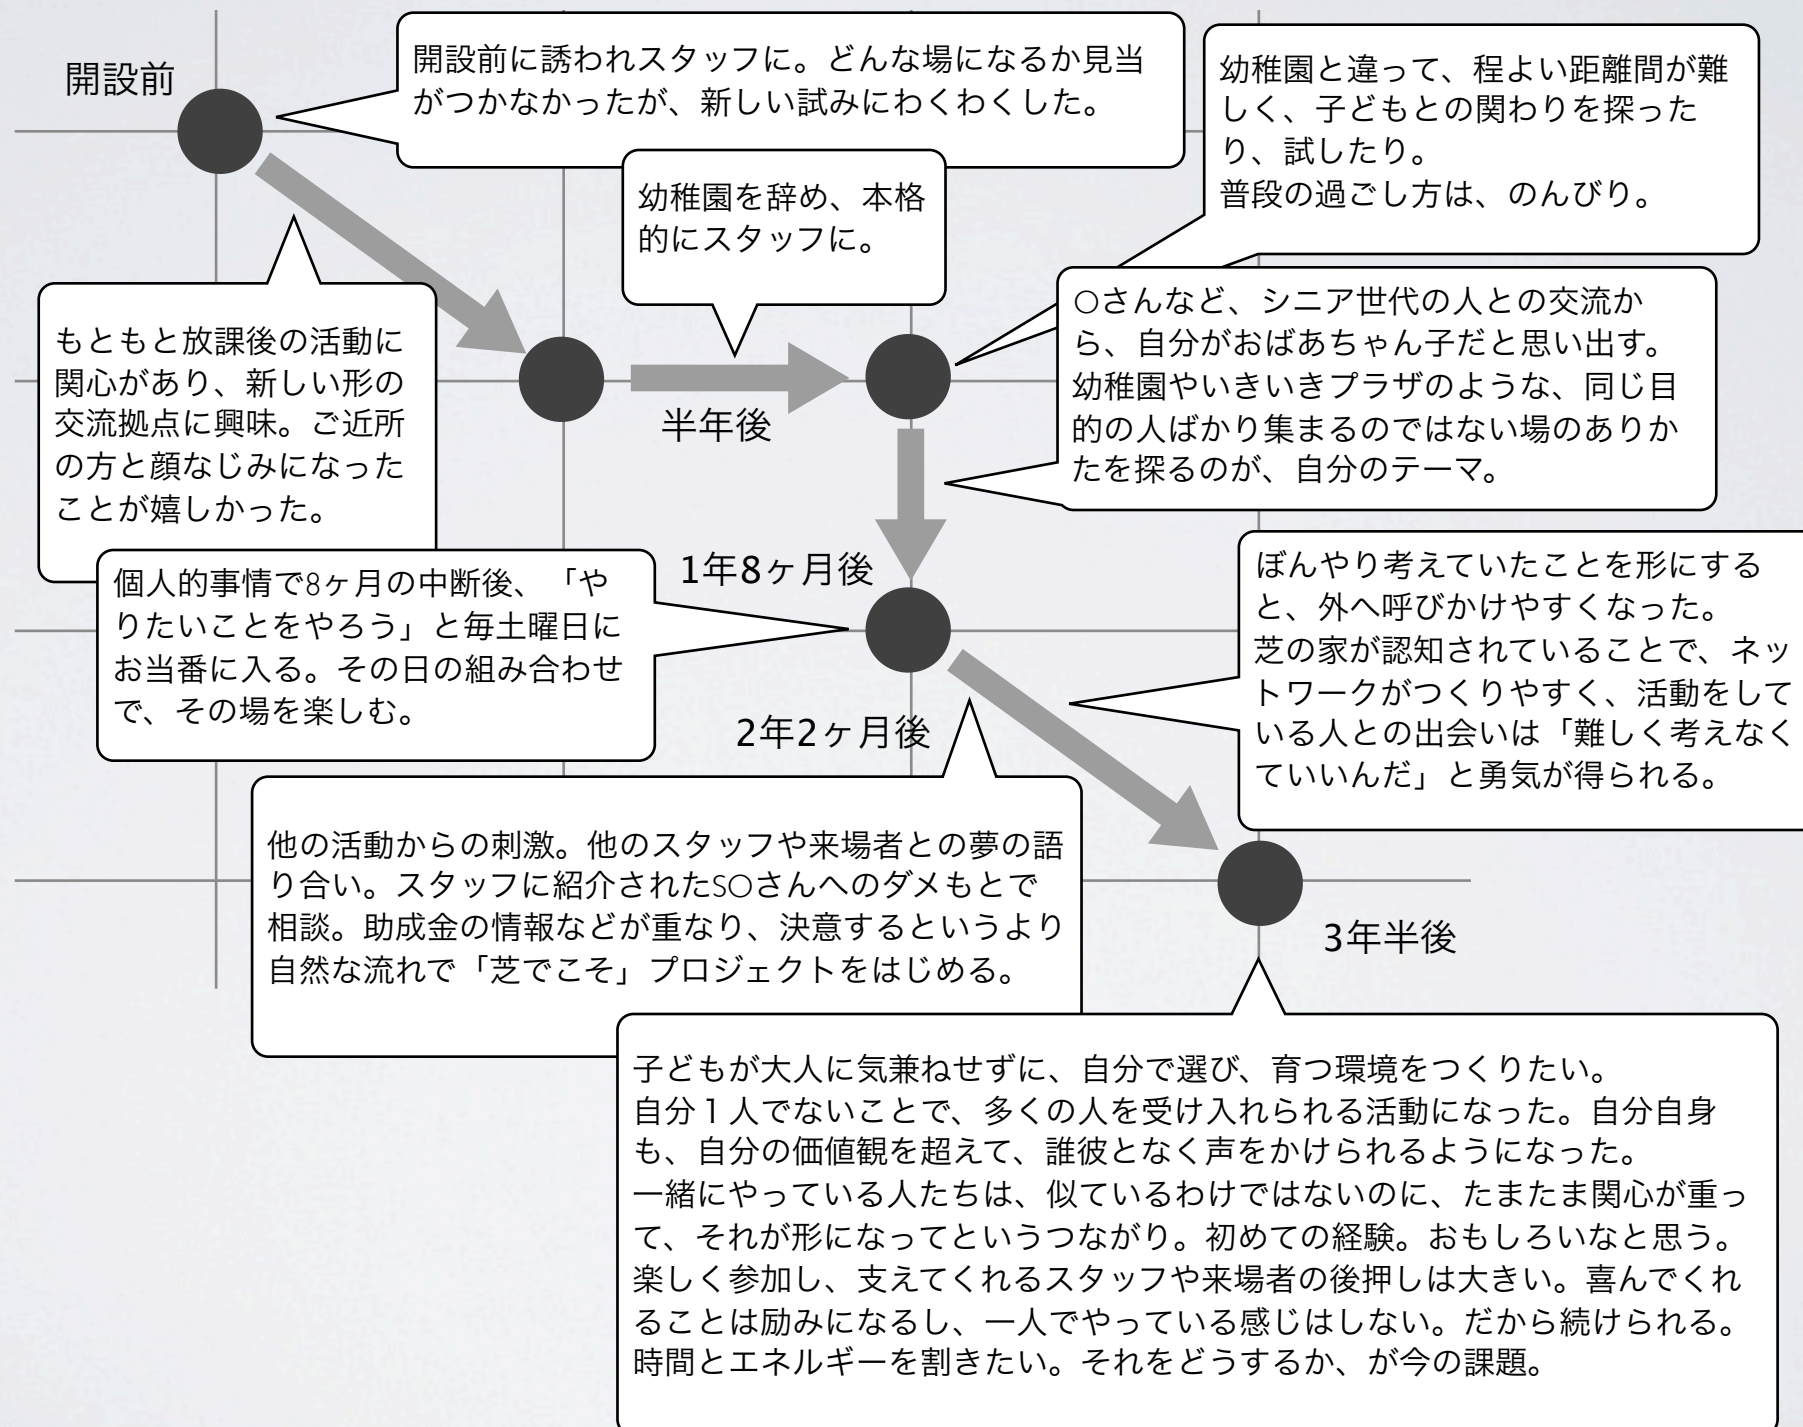 開設前
開設前に誘われスタッフに。どんな場になるか見当
がつかなかったが、新しい試みにわくわくした。
幼稚園と違って、程よい距離間が難
しく、子どもとの関わりを探った
り、試したり。
普段の過ごし方は、のんびり。
幼稚園を辞め、本格
的にスタッフに。
もともと放課後の活動に
関心があり、新しい形の
交流拠点に興味。ご近所
の方と顔なじみになった
ことが嬉しかった。
半年後
○さんなど、シニア世代の人との交流か
ら、自分がおばあちゃん子だと思い出す。
幼稚園やいきいきプラザのような、同じ目
的の人ばかり集まるのではない場のありか
たを探るのが、自分のテーマ。
1年8ヶ月後
個人的事情で8ヶ月の中断後、「や
りたいことをやろう」と毎土曜日に
お当番に入る。その日の組み合わせ
で、その場を楽しむ。
ぼんやり考えていたことを形にする
と、外へ呼びかけやすくなった。
芝の家が認知されていることで、ネッ
トワークがつくりやすく、活動をして
いる人との出会いは「難しく考えなく
ていいんだ」と勇気が得られる。
2年2ヶ月後
他の活動からの刺激。他のスタッフや来場者との夢の語
り合い。スタッフに紹介されたSOさんへのダメもとで
相談。助成金の情報などが重なり、決意するというより
自然な流れで「芝でこそ」プロジェクトをはじめる。
3年半後
子どもが大人に気兼ねせずに、自分で選び、育つ環境をつくりたい。
自分１人でないことで、多くの人を受け入れられる活動になった。自分自身
も、自分の価値観を超えて、誰彼となく声をかけられるようになった。
一緒にやっている人たちは、似ているわけではないのに、たまたま関心が重っ
て、それが形になってというつながり。初めての経験。おもしろいなと思う。
楽しく参加し、支えてくれるスタッフや来場者の後押しは大きい。喜んでくれ
ることは励みになるし、一人でやっている感じはしない。だから続けられる。
時間とエネルギーを割きたい。それをどうするか、が今の課題。